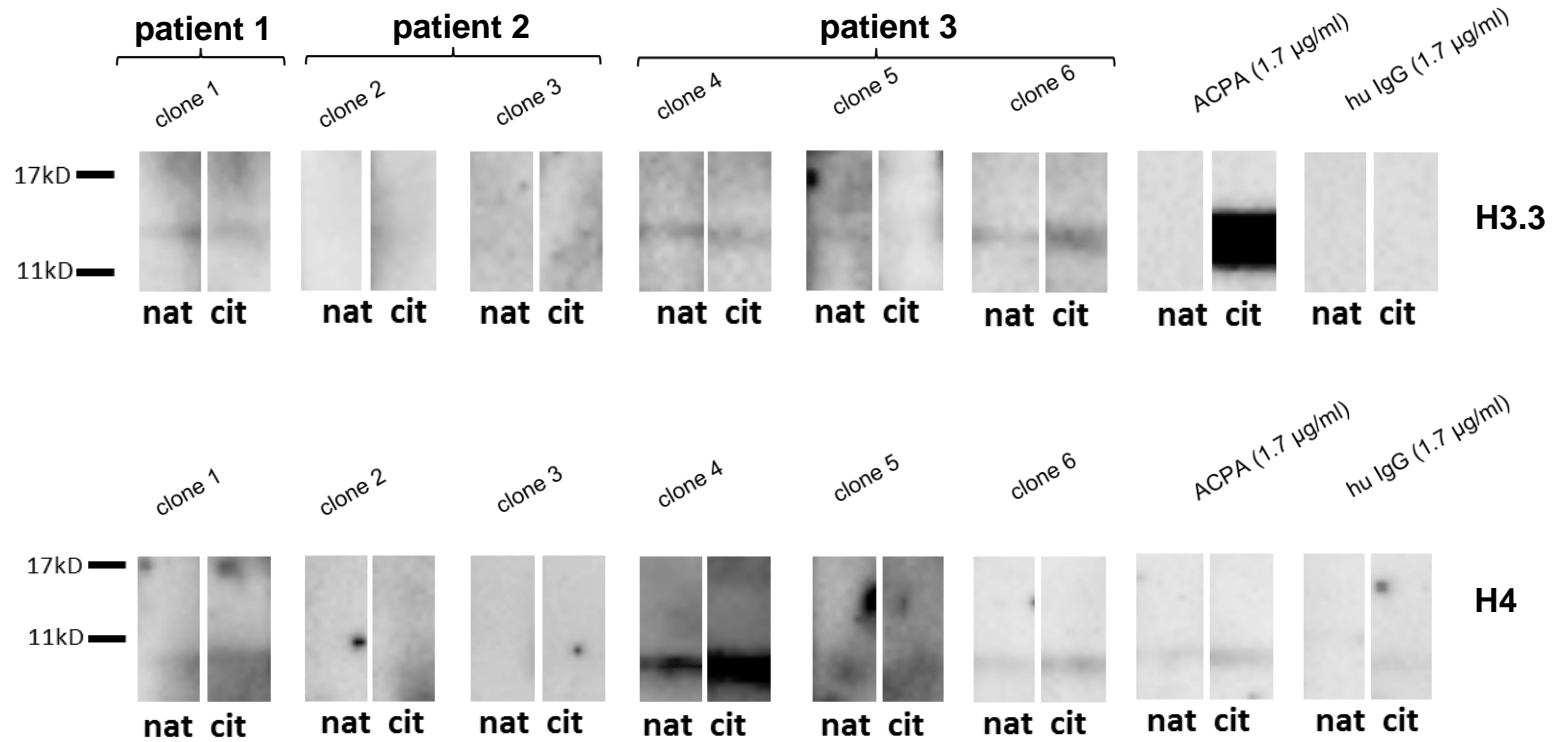 patient 1 patient 2 patient 3
clone 1 clone 2 clone 3 clone 4 clone 5 clone 6 ACPA (1.7 µg/ml) hu IgG (1.7 µg/ml)
17kD
H3.3
11kD
nat cit nat cit nat cit nat cit nat cit nat cit nat cit nat cit
clone 1 clone 2 clone 3 clone 4 clone 5 clone 6 ACPA (1.7 µg/ml) hu IgG (1.7 µg/ml)
17kD
H4
11kD
nat cit nat cit nat cit nat cit nat cit nat cit nat cit nat cit